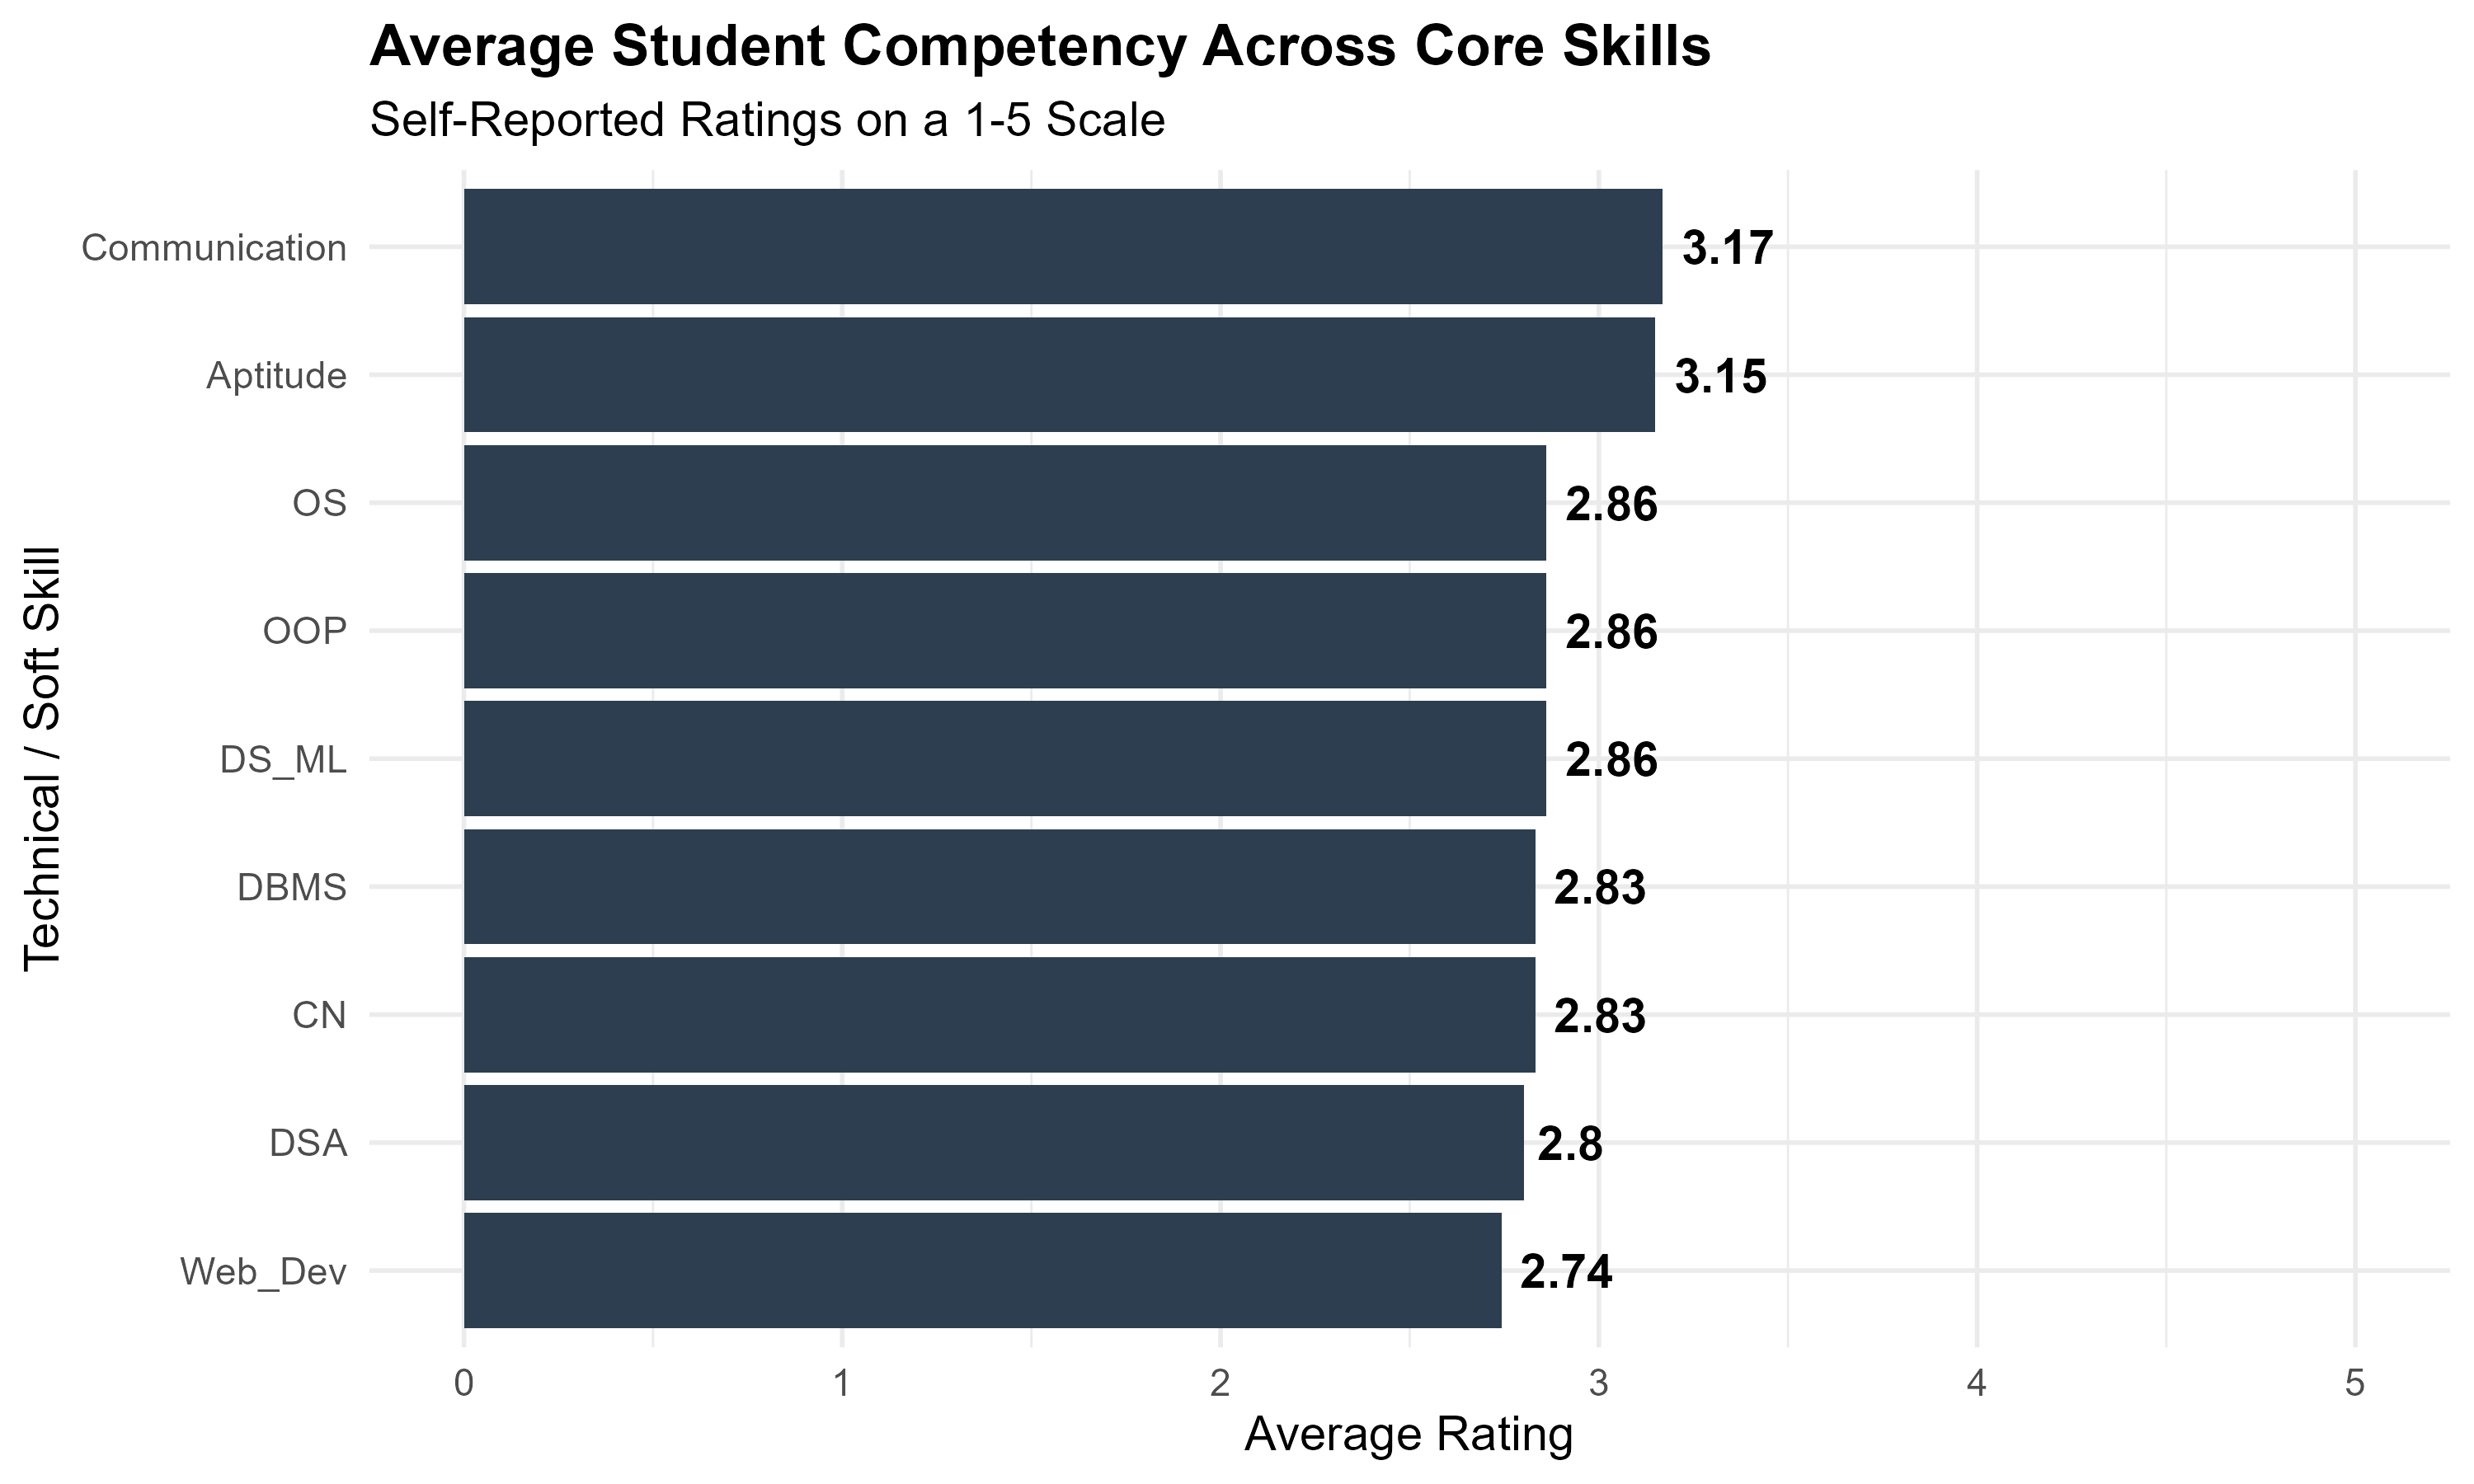 Average Student Competency Across Core Skills
Self-Reported Ratings on a 1-5 Scale
Technical / Soft Skill
Communication 3.17
Aptitude 3.15
OS 2.86
OOP 2.86
DS_ML 2.86
DBMS 2.83
CN 2.83
DSA 2.8
Web_Dev 2.74
0 1 2 3 4 5
Average Rating